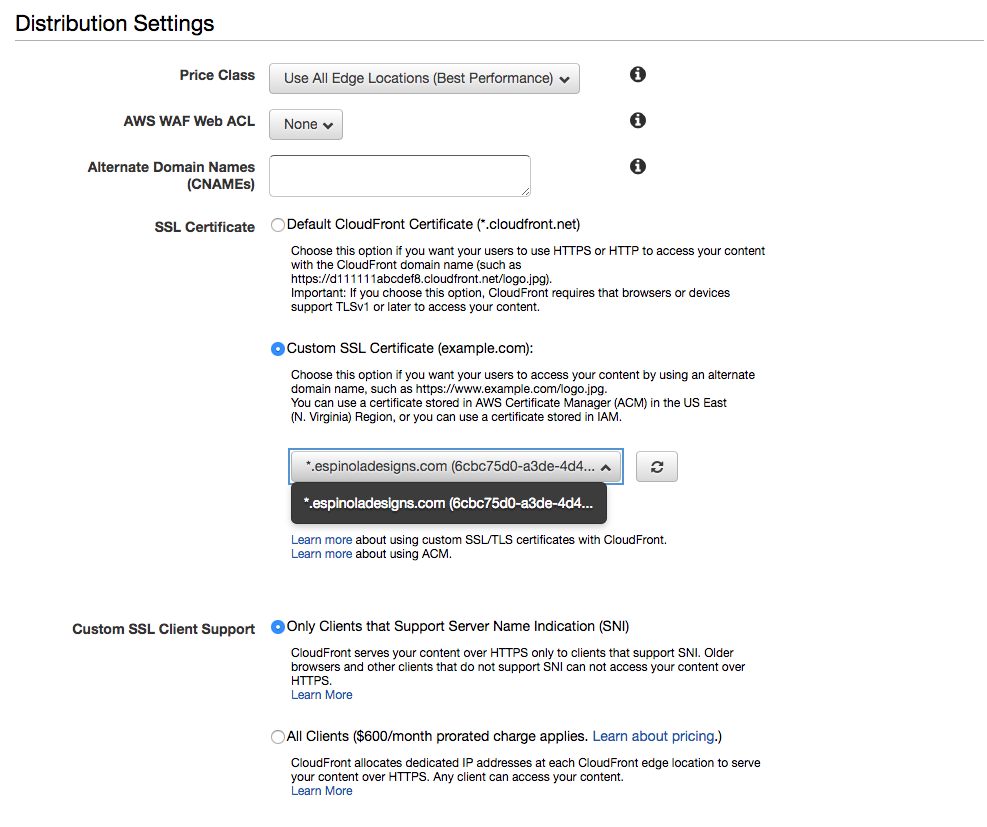 Distribution Settings
Price Class
Use All Edge Locations (Best Performance)
AWS WAF Web ACL
None
Alternate Domain Names
(CNAMEs)
SSL Certificate
Default CloudFront Certificate (*.cloudfront.net)
Choose this option if you want your users to use HTTPS or HTTP to access your content
with the CloudFront domain name (such as
https://d111111abcdef8.cloudfront.net/logo.jpg).
Important: If you choose this option, CloudFront requires that browsers or devices
support TLSv1 or later to access your content.
Custom SSL Certificate (example.com):
Choose this option if you want your users to access your content by using an alternate
domain name, such as https://www.example.com/logo.jpg.
You can use a certificate stored in AWS Certificate Manager (ACM) in the US East
(N. Virginia) Region, or you can use a certificate stored in IAM.
*.espinoladesigns.com (6cbc75d0-a3de-4d4...
*.espinoladesigns.com (6cbc75d0-a3de-4d4...
Learn more about using custom SSL/TLS certificates with CloudFront.
Learn more about using ACM.
Custom SSL Client Support
Only Clients that Support Server Name Indication (SNI)
CloudFront serves your content over HTTPS only to clients that support SNI. Older
browsers and other clients that do not support SNI can not access your content over
HTTPS.
Learn More
All Clients ($600/month prorated charge applies. Learn about pricing.)
CloudFront allocates dedicated IP addresses at each CloudFront edge location to serve
your content over HTTPS. Any client can access your content.
Learn More